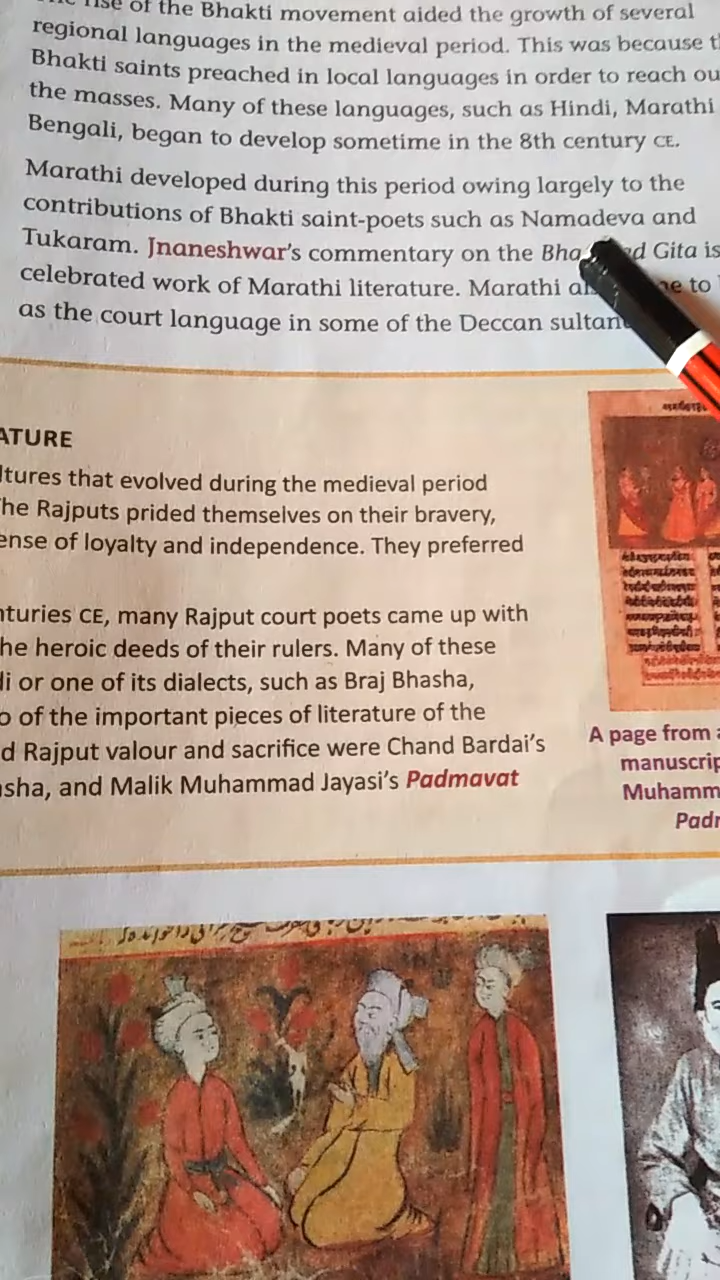 rise of the Bhakti movement aided the growth of several
regional languages in the medieval period. This was because
Bhakti saints preached in local languages in order to reach
the masses. Many of these languages, such as Hindi, Marathi
Bengali, began to develop sometime in the 8th century CE.
Marathi developed during this period owing largely to the
contributions of Bhakti saint-poets such as Namadeva and
Tukaram. Jnaneshwar's commentary on the Gita is
celebrated work of Marathi literature. Marathi to
as the court language in some of the Deccan
ATURE
ltures that evolved during the medieval period
he Rajputs prided themselves on their bravery,
ense of loyalty and independence. They preferred
nturies CE, many Rajput court poets came up with
he heroic deeds of their rulers. Many of these
di or one of its dialects, such as Braj Bhasha,
o of the important pieces of literature of the
d Rajput valour and sacrifice were Chand Bardai's
asha, and Malik Muhammad Jayasi's Padmavat
A page from
manuscrip
Muhamm
Padr